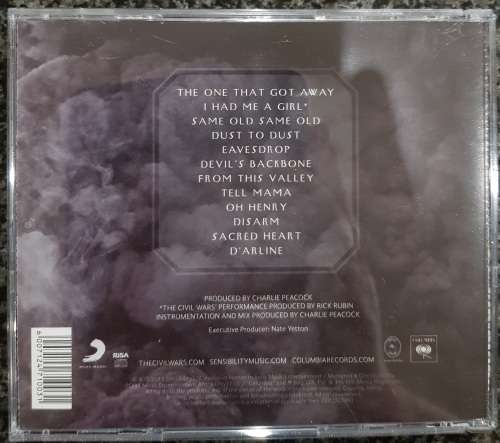 THE ONE THAT GOT AWAY
I HAD ME A GIRL*
SAME OLD SAME OLD
DUST TO DUST
EAVESDROP
DEVIL'S BACKBONE
FROM THIS VALLEY
TELL MAMA
OH HENRY
DISARM
SACRED HEART
D'ARLINE
PRODUCED BY CHARLIE PEACOCK
*THE CIVIL WARS' PERFORMANCE PRODUCED BY RICK RUBIN
INSTRUMENTATION AND MIX PRODUCED BY CHARLIE PEACOCK
Executive Producer: Nate Yetton
THECIVILWARS.COM SENSIBILITYMUSIC.COM COLUMBIARECORDS.COM
COLUMBIA